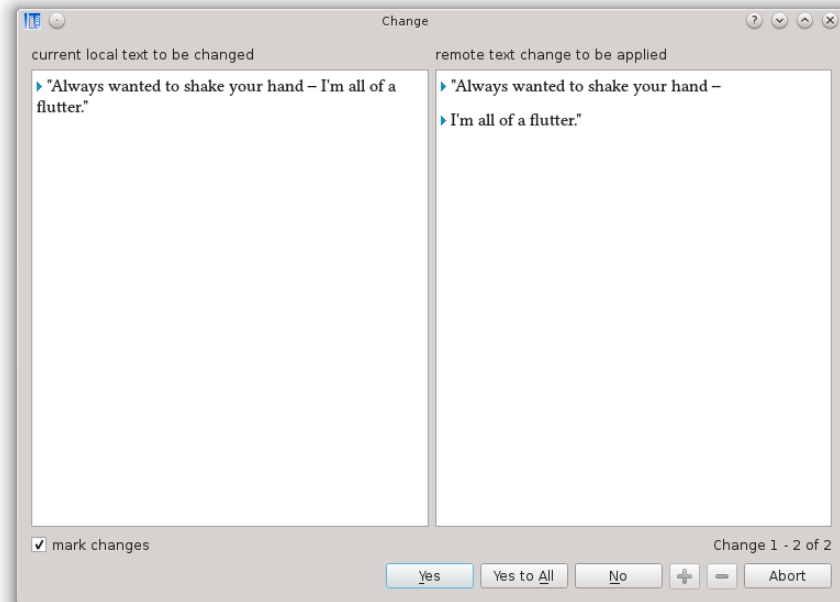 Change
current local text to be changed
remote text change to be applied
"Always wanted to shake your hand – I'm all of a
flutter."
"Always wanted to shake your hand –
I'm all of a flutter."
mark changes
Change 1 - 2 of 2
Yes
Yes to All
No
Abort